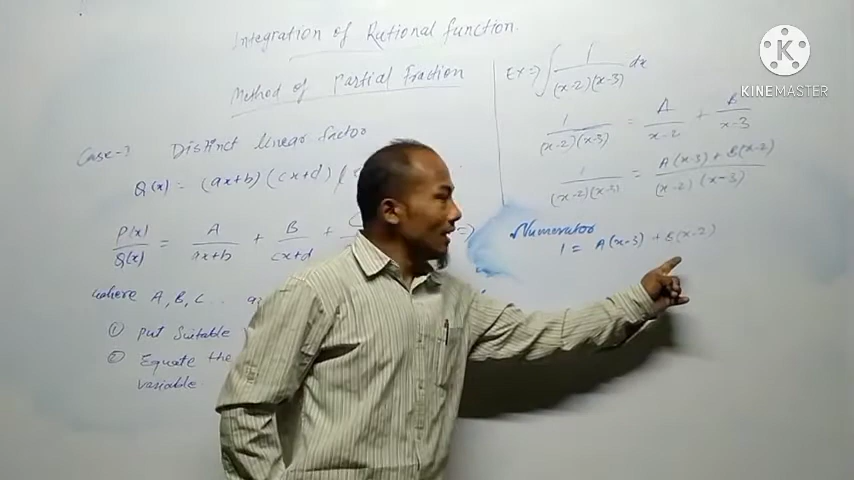 Integration of Rational function.
Method of Partial Fraction
Case-1 Distinct linear factor
Q(x) = (ax+b) (cx+d) (
P(x)/Q(x) = A/(ax+b) + B/(cx+d) +
where A, B, C ..
① put suitable
② Equate the
variable
Ex → ∫ 1/((x-2)(x-3)) dx
1/((x-2)(x-3)) = A/(x-2) + B/(x-3)
1/((x-2)(x-3)) = (A(x-3) + B(x-2))/((x-2)(x-3))
Numerator
1 = A(x-3) + B(x-2)
K
KINEMASTER